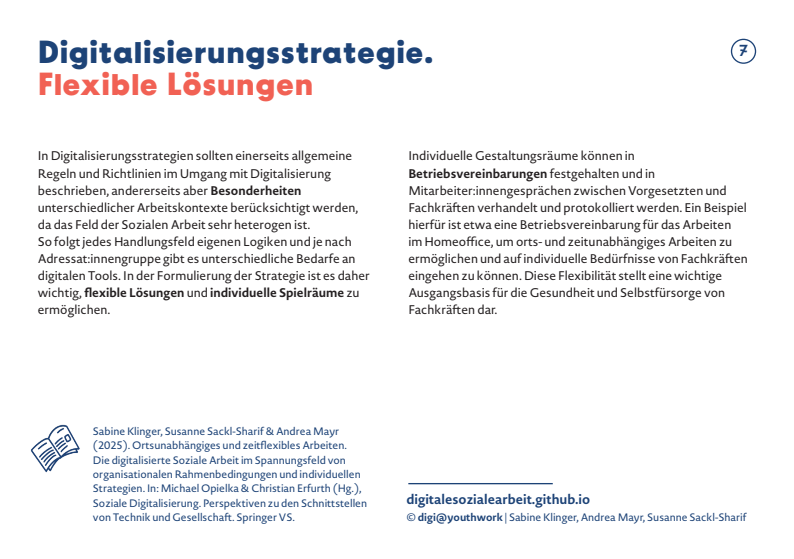 Digitalisierungsstrategie.
Flexible Lösungen
7
In Digitalisierungsstrategien sollten einerseits allgemeine
Regeln und Richtlinien im Umgang mit Digitalisierung
beschrieben, andererseits aber Besonderheiten
unterschiedlicher Arbeitskontexte berücksichtigt werden,
da das Feld der Sozialen Arbeit sehr heterogen ist.
So folgt jedes Handlungsfeld eigenen Logiken und je nach
Adressat:innengruppe gibt es unterschiedliche Bedarfe an
digitalen Tools. In der Formulierung der Strategie ist es daher
wichtig, flexible Lösungen und individuelle Spielräume zu
ermöglichen.
Individuelle Gestaltungsräume können in
Betriebsvereinbarungen festgehalten und in
Mitarbeiter:innengesprächen zwischen Vorgesetzten und
Fachkräften verhandelt und protokolliert werden. Ein Beispiel
hierfür ist etwa eine Betriebsvereinbarung für das Arbeiten
im Homeoffice, um orts- und zeitunabhängiges Arbeiten zu
ermöglichen und auf individuelle Bedürfnisse von Fachkräften
eingehen zu können. Diese Flexibilität stellt eine wichtige
Ausgangsbasis für die Gesundheit und Selbstfürsorge von
Fachkräften dar.
Sabine Klinger, Susanne Sackl-Sharif & Andrea Mayr
(2025). Ortsunabhängiges und zeitflexibles Arbeiten.
Die digitalisierte Soziale Arbeit im Spannungsfeld von
organisationalen Rahmenbedingungen und individuellen
Strategien. In: Michael Opielka & Christian Erfurth (Hg.),
Soziale Digitalisierung. Perspektiven zu den Schnittstellen
von Technik und Gesellschaft. Springer VS.
digitalesozialearbeit.github.io
© digi@youthwork | Sabine Klinger, Andrea Mayr, Susanne Sackl-Sharif